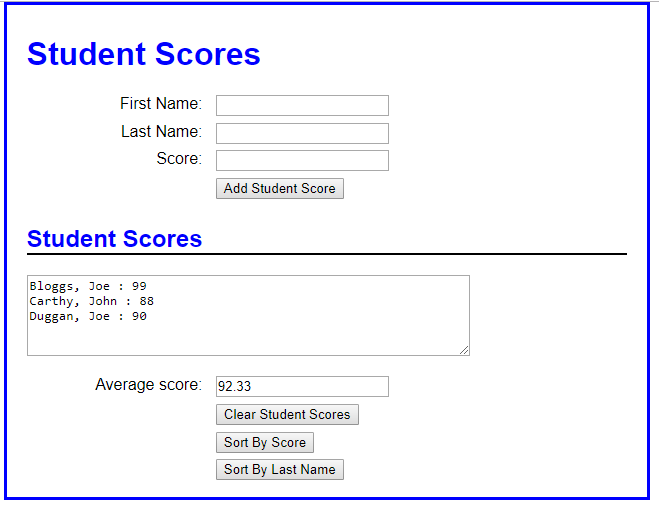 Student Scores
First Name:
Last Name:
Score:
Add Student Score
Student Scores
Bloggs, Joe : 99
Carthy, John : 88
Duggan, Joe : 90
Average score: 92.33
Clear Student Scores
Sort By Score
Sort By Last Name